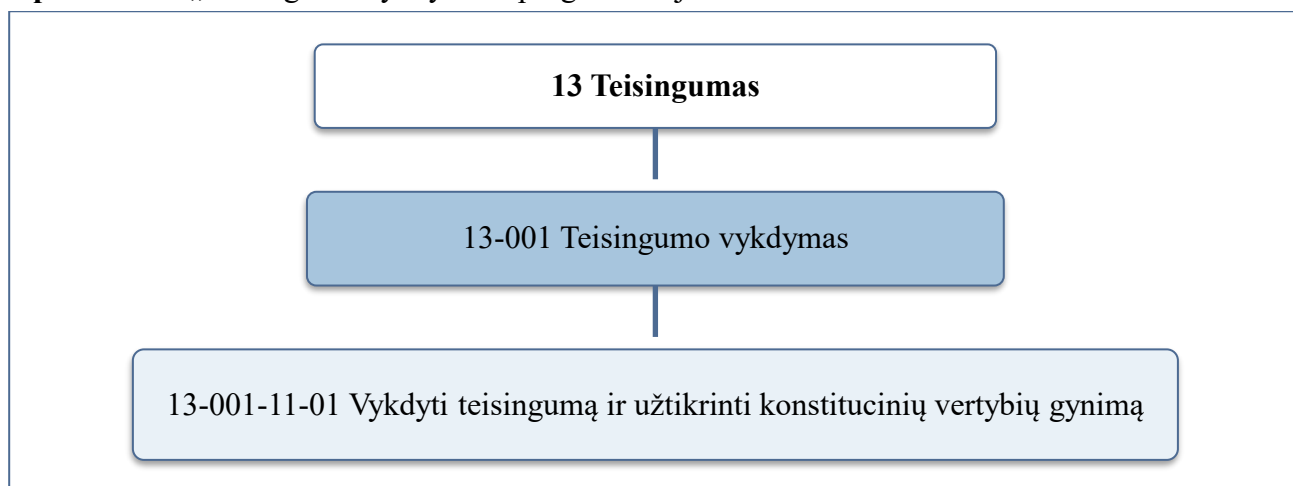 13 Teisingumas
13-001 Teisingumo vykdymas
13-001-11-01 Vykdyti teisingumą ir užtikrinti konstitucinių vertybių gynimą